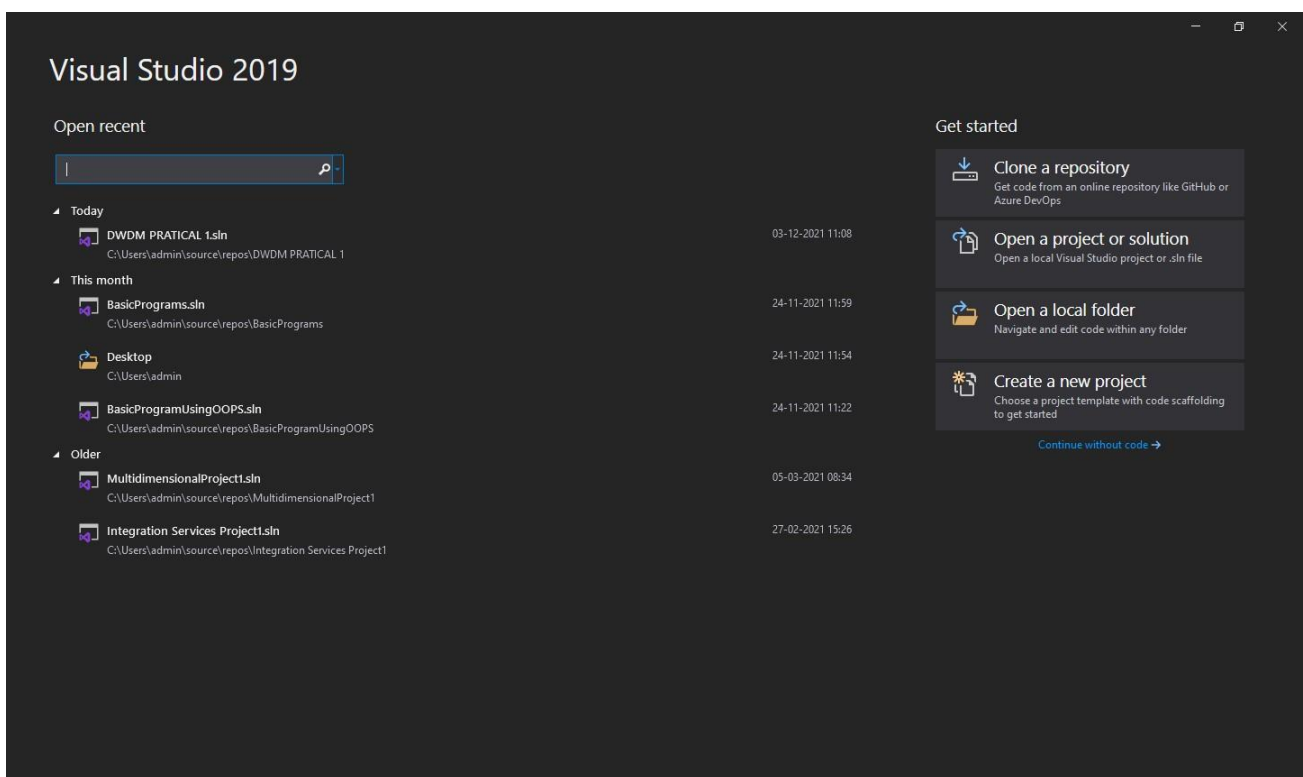 Visual Studio 2019
Open recent
Today
DWDM PRATICAL 1.sln
03-12-2021 11:08
C:\Users\admin\source\repos\DWDM PRATICAL 1
This month
BasicPrograms.sln
24-11-2021 11:59
C:\Users\admin\source\repos\BasicPrograms
Desktop
24-11-2021 11:54
C:\Users\admin
BasicProgramUsingOOPS.sln
24-11-2021 11:22
C:\Users\admin\source\repos\BasicProgramUsingOOPS
Older
MultidimensionalProject1.sln
05-03-2021 08:34
C:\Users\admin\source\repos\MultidimensionalProject1
Integration Services Project1.sln
27-02-2021 15:26
C:\Users\admin\source\repos\Integration Services Project1
Get started
Clone a repository
Get code from an online repository like GitHub or
Azure DevOps
Open a project or solution
Open a local Visual Studio project or .sln file
Open a local folder
Navigate and edit code within any folder
Create a new project
Choose a project template with code scaffolding
to get started
Continue without code →